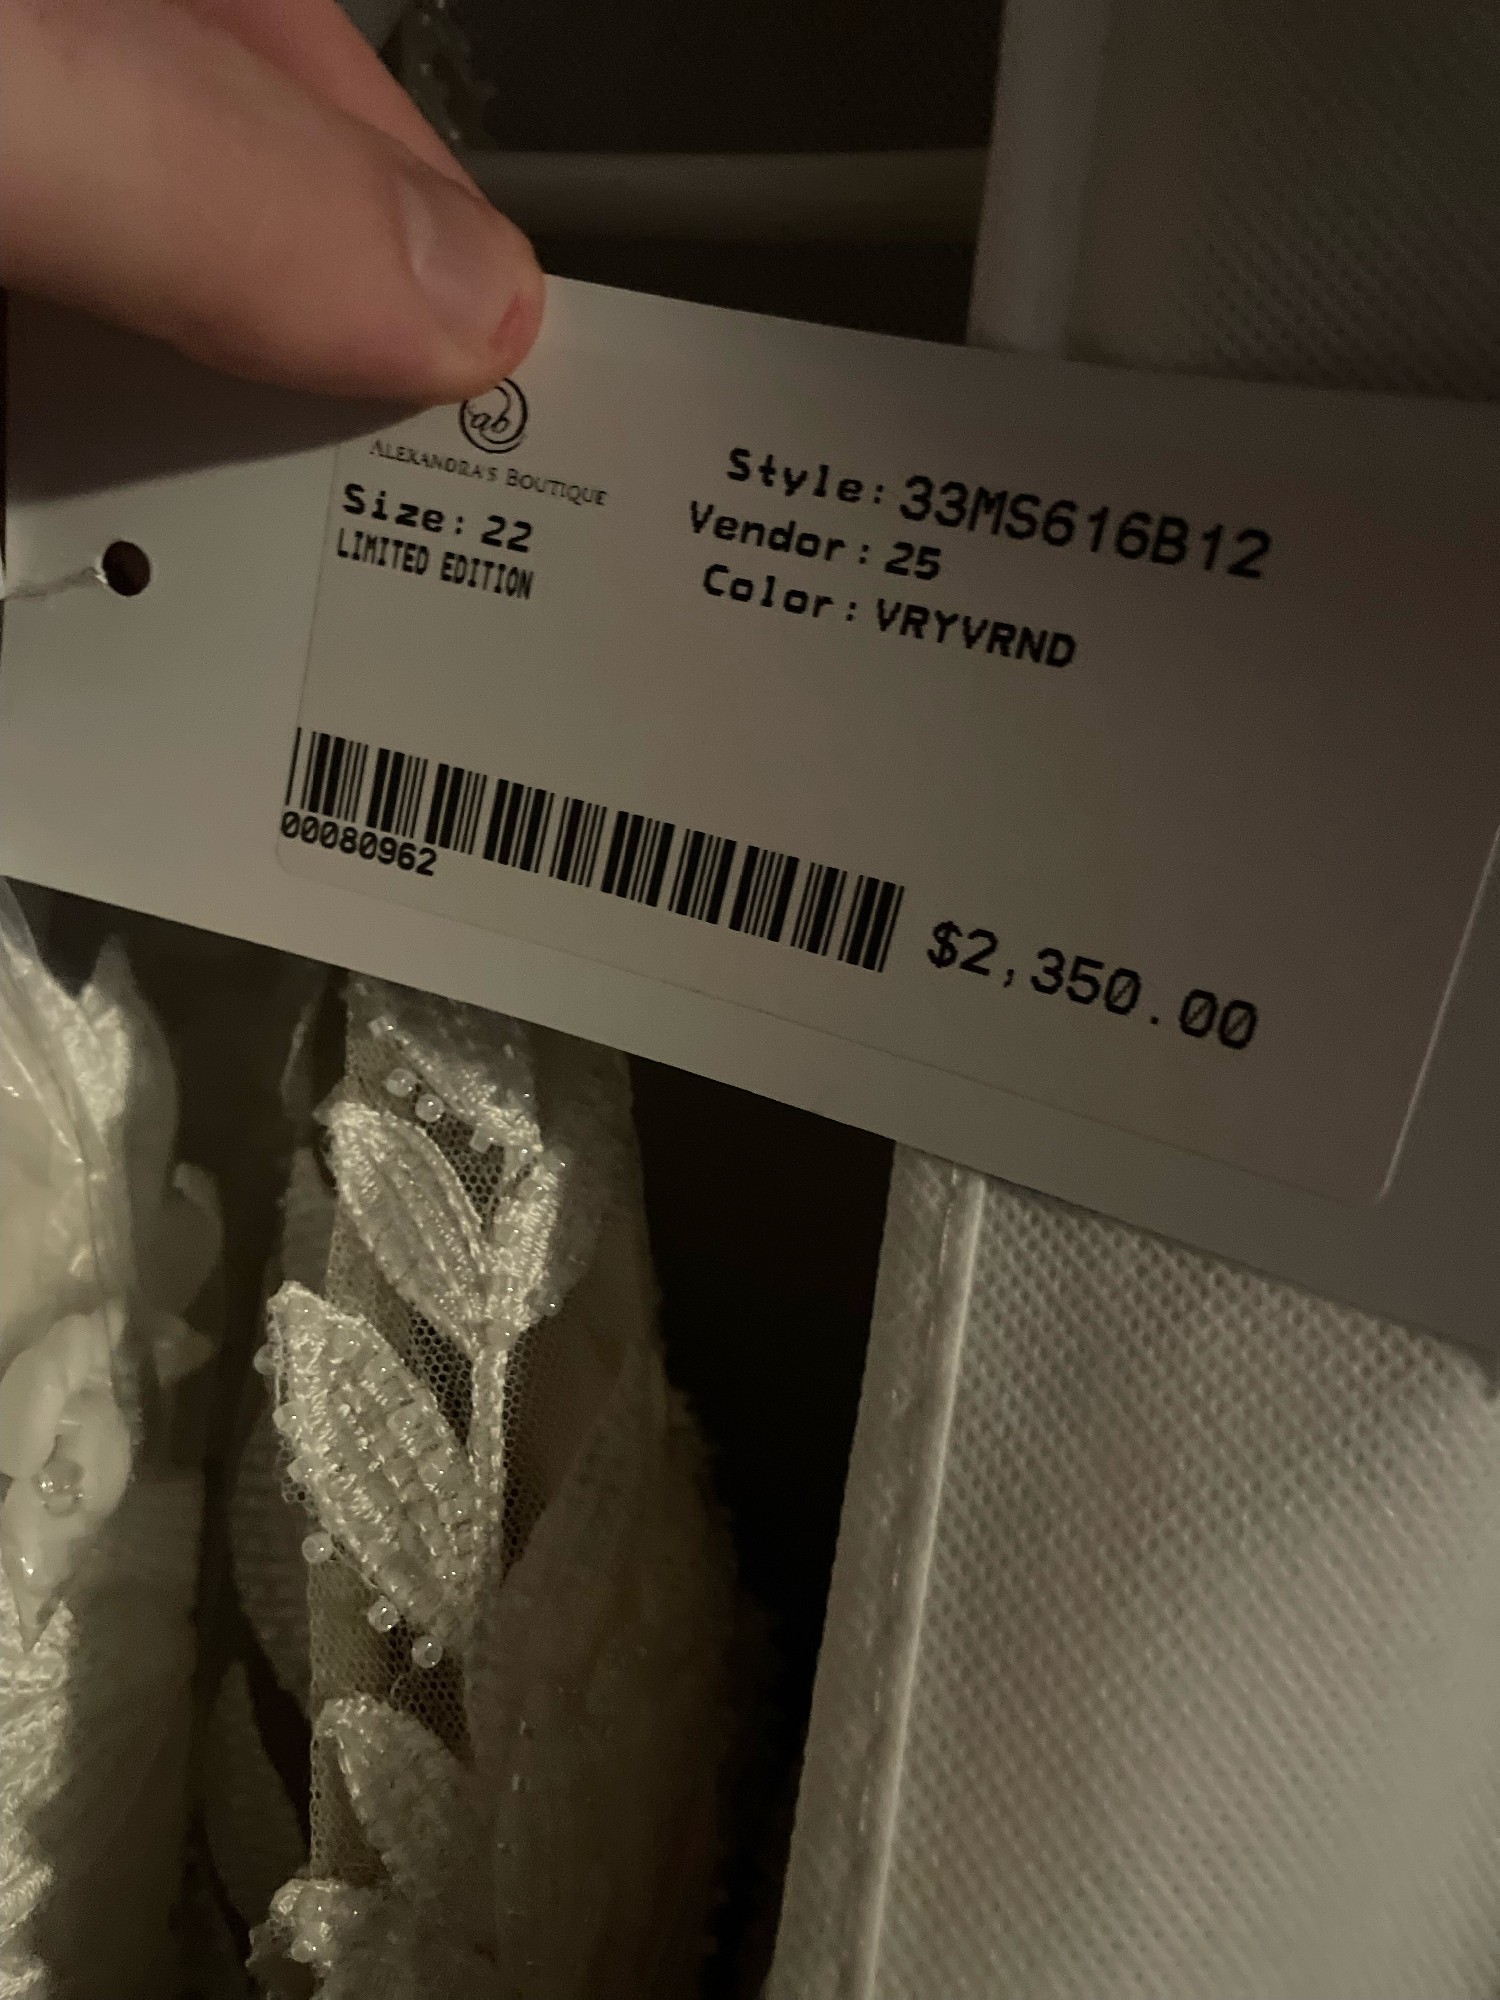 ab
ALEXANDRA'S BOUTIQUE
Size: 22
LIMITED EDITION
Style: 33MS616B12
Vendor: 25
Color: VRYVRND
00080962
$2,350.00